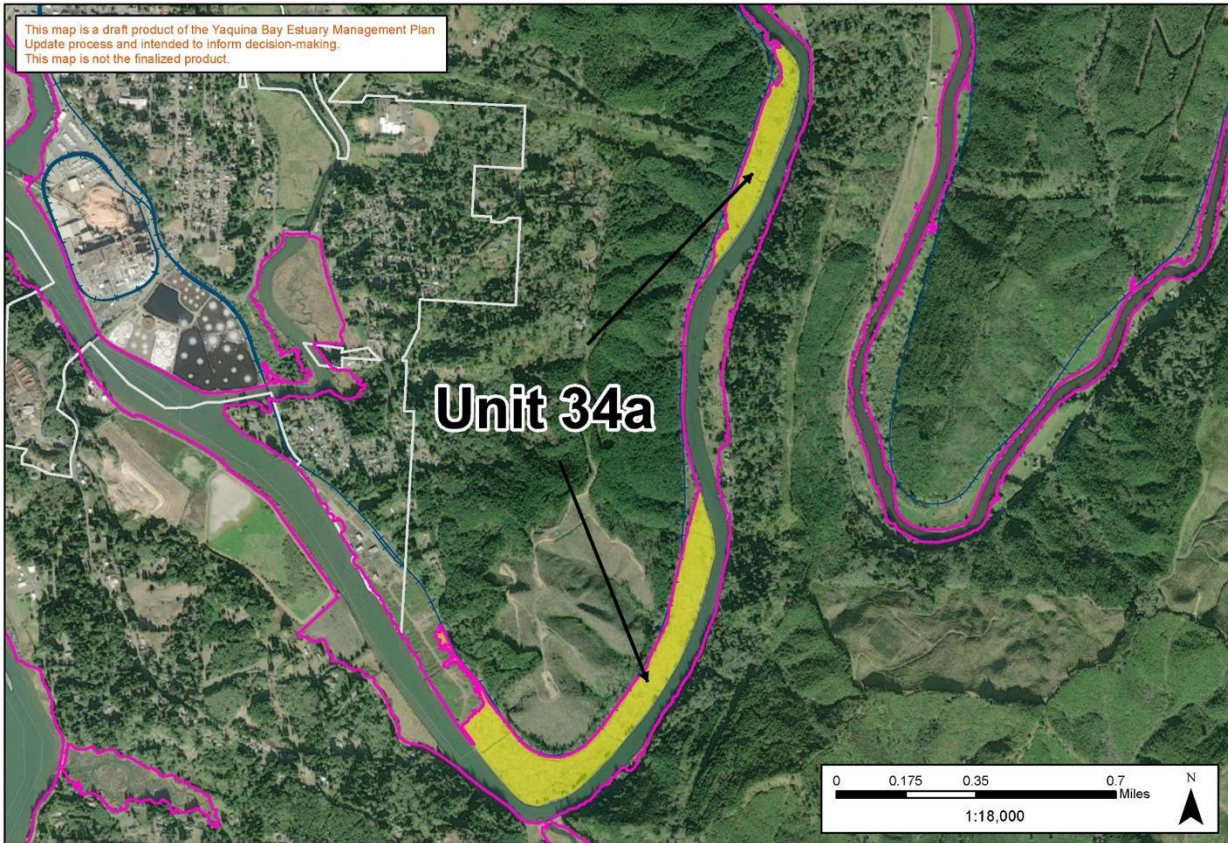 This map is a draft product of the Yaquina Bay Estuary Management Plan
Update process and intended to inform decision-making.
This map is not the finalized product.
Unit 34a
0 0.175 0.35 0.7
Miles
1:18,000
N